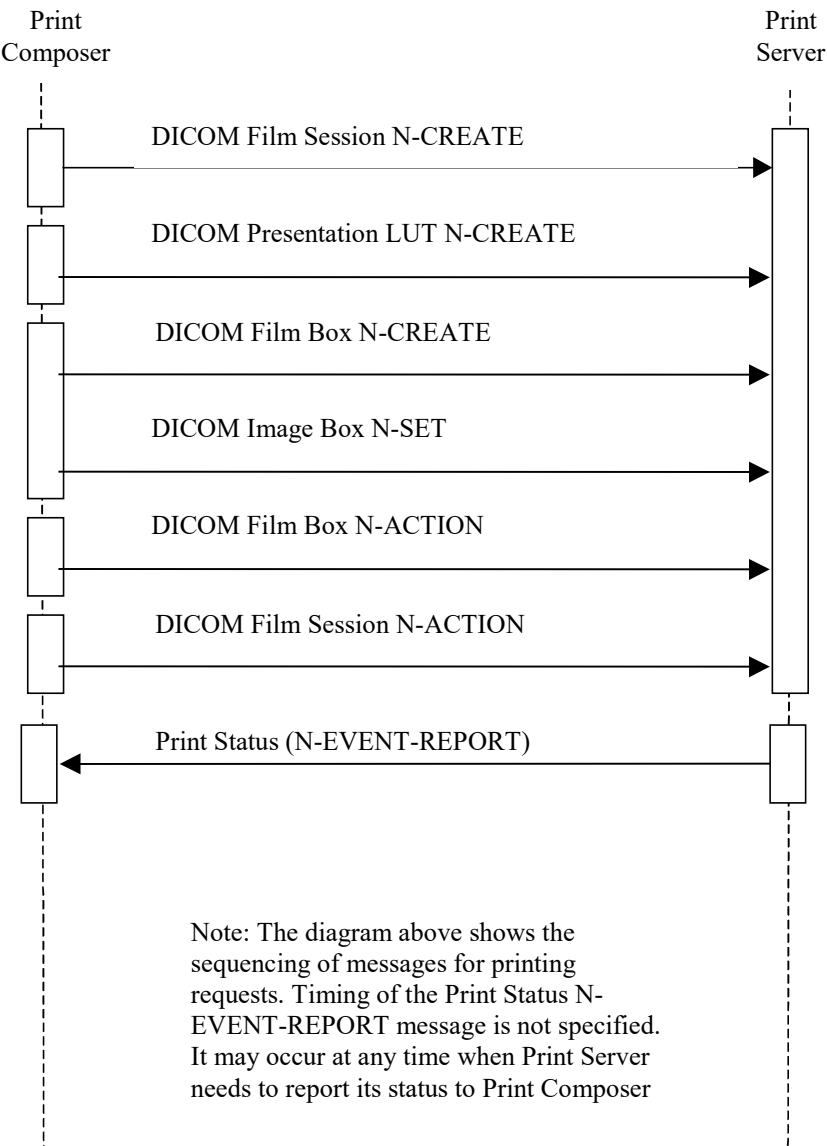 Print
Composer
Print
Server
DICOM Film Session N-CREATE
DICOM Presentation LUT N-CREATE
DICOM Film Box N-CREATE
DICOM Image Box N-SET
DICOM Film Box N-ACTION
DICOM Film Session N-ACTION
Print Status (N-EVENT-REPORT)
Note: The diagram above shows the
sequencing of messages for printing
requests. Timing of the Print Status N-
EVENT-REPORT message is not specified.
It may occur at any time when Print Server
needs to report its status to Print Composer